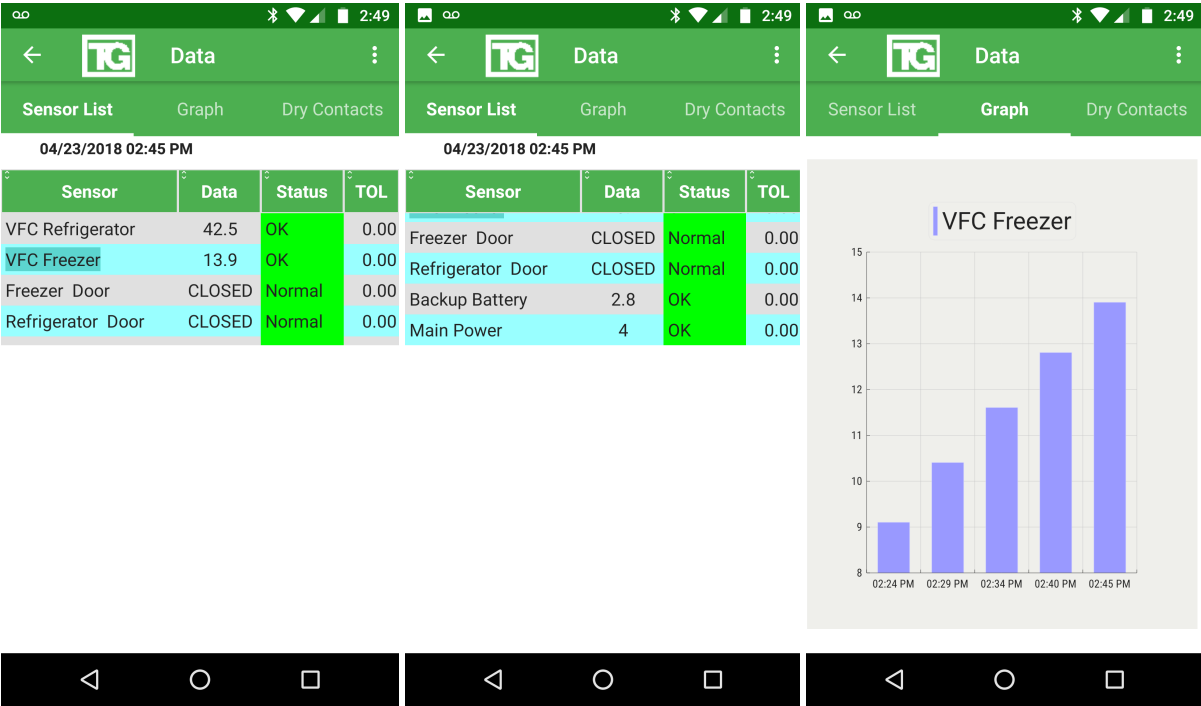 2:49
TG Data
Sensor List Graph Dry Contacts
04/23/2018 02:45 PM
Sensor Data Status TOL
VFC Refrigerator 42.5 OK 0.00
VFC Freezer 13.9 OK 0.00
Freezer Door CLOSED Normal 0.00
Refrigerator Door CLOSED Normal 0.00
2:49
TG Data
Sensor List Graph Dry Contacts
04/23/2018 02:45 PM
Sensor Data Status TOL
Freezer Door CLOSED Normal 0.00
Refrigerator Door CLOSED Normal 0.00
Backup Battery 2.8 OK 0.00
Main Power 4 OK 0.00
2:49
TG Data
Sensor List Graph Dry Contacts
VFC Freezer
15
14
13
12
11
10
9
8
02:24 PM 02:29 PM 02:34 PM 02:40 PM 02:45 PM